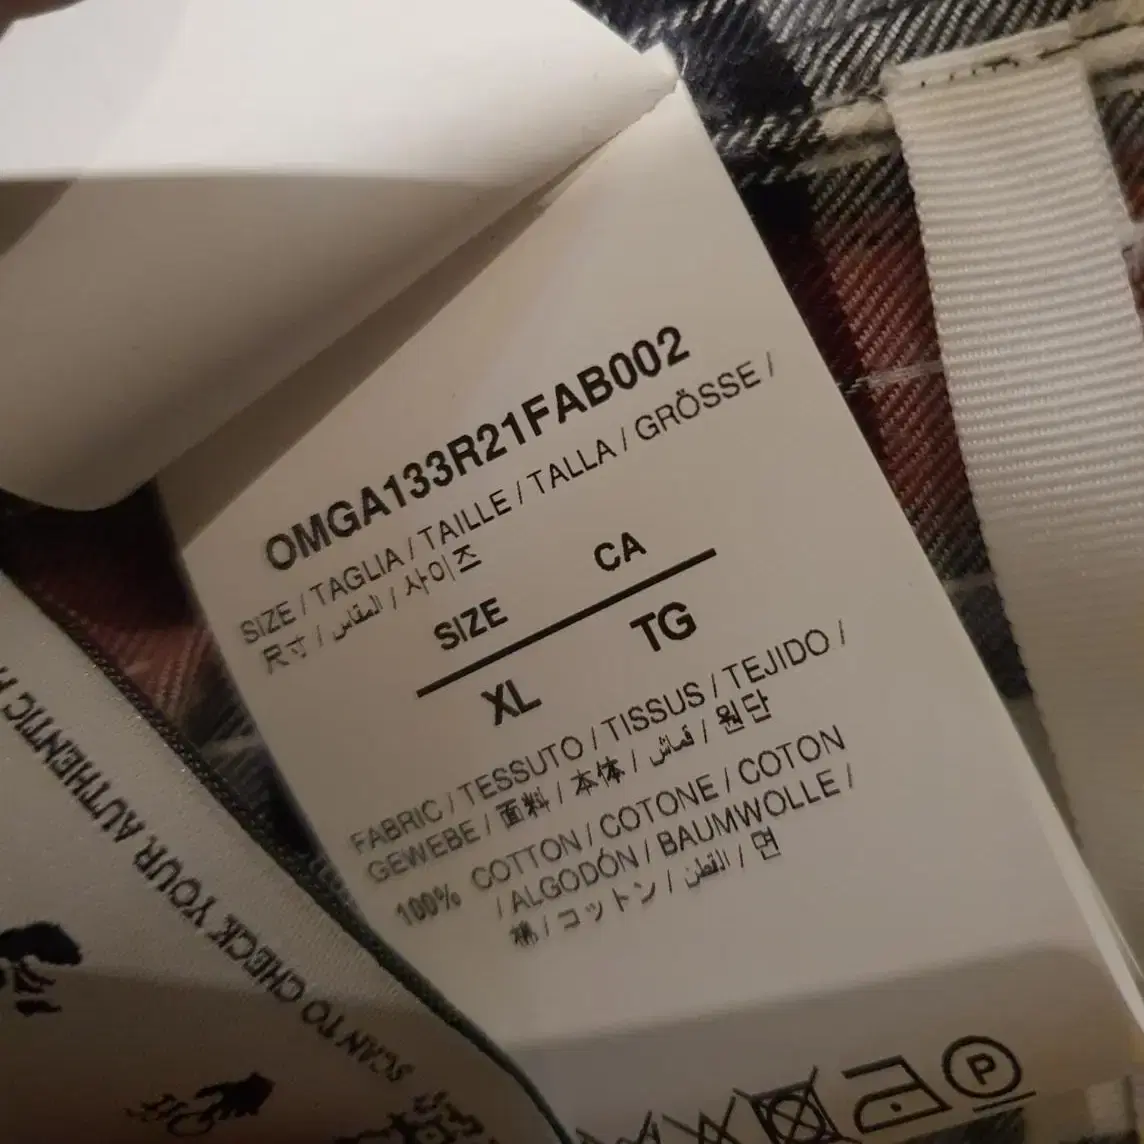 OMGA133R21FAB002
SIZE / TAGLIA / TAILLE / TALLA / GRÖSSE /
尺寸 / المقاس / 사이즈
SIZE CA
XL TG
FABRIC / TESSUTO / TISSUS / TEJIDO /
GEWEBE / 面料 / 本体 / قماش / 원단
100% COTTON / COTONE / COTON
/ ALGODÓN / BAUMWOLLE /
棉 / コットン / القطن / 면
P
SCAN TO CHECK YOUR AUTHENTIC
Off